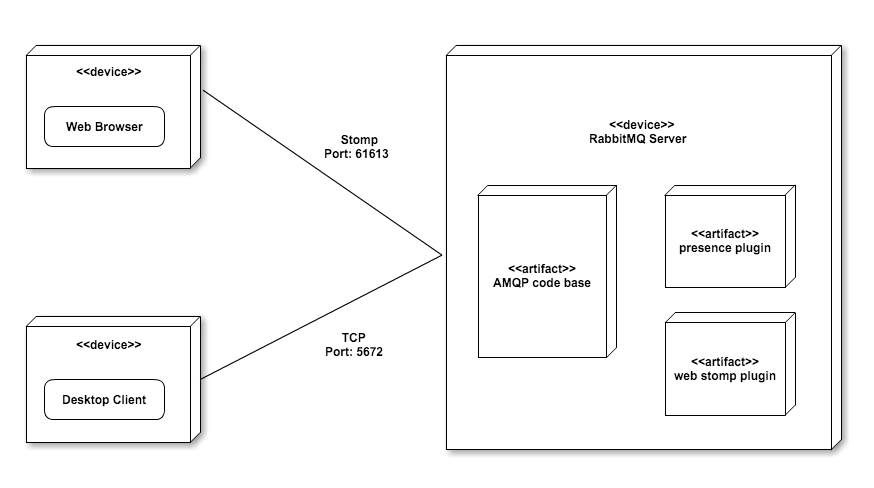 <<device>>
Web Browser
Stomp
Port: 61613
<<device>>
RabbitMQ Server
<<artifact>>
AMQP code base
<<artifact>>
presence plugin
<<artifact>>
web stomp plugin
TCP
Port: 5672
<<device>>
Desktop Client